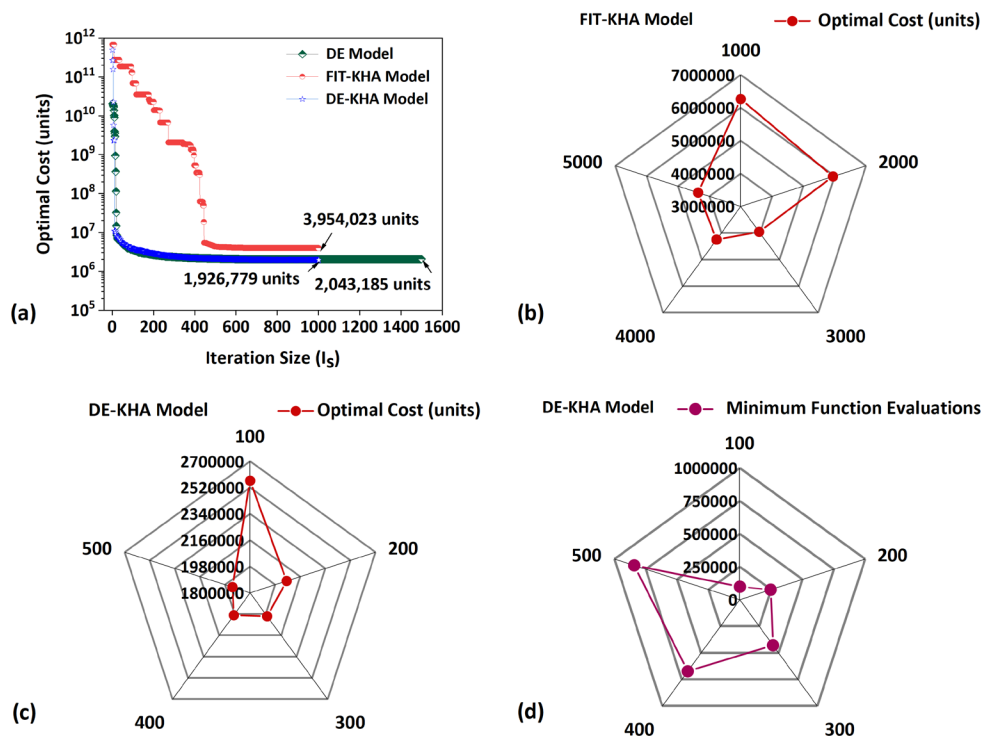 10^12
10^11
10^10
10^9
10^8
10^7
10^6
10^5
Optimal Cost (units)
DE Model
FIT-KHA Model
DE-KHA Model
3,954,023 units
1,926,779 units
2,043,185 units
0 200 400 600 800 1000 1200 1400 1600
Iteration Size (I_S)
(a)
FIT-KHA Model
Optimal Cost (units)
1000
7000000
6000000
5000000
4000000
3000000
5000
2000
4000
3000
(b)
DE-KHA Model
Optimal Cost (units)
100
2700000
2520000
2340000
2160000
1980000
1800000
500
200
400
300
(c)
DE-KHA Model
Minimum Function Evaluations
100
1000000
750000
500000
250000
0
500
200
400
300
(d)